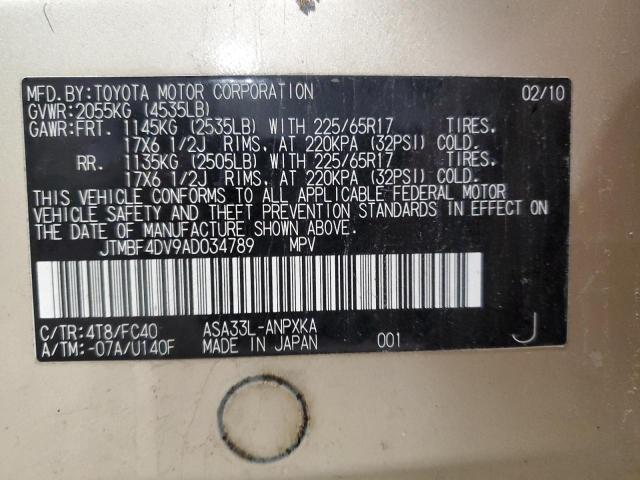 MFD.BY:TOYOTA MOTOR CORPORATION 02/10
GVWR:2055KG (4535LB)
GAWR:FRT. 1145KG (2535LB) WITH 225/65R17 TIRES.
17X6 1/2J RIMS. AT 220KPA (32PSI) COLD.
RR. 1135KG (2505LB) WITH 225/65R17 TIRES.
17X6 1/2J RIMS. AT 220KPA (32PSI) COLD.
THIS VEHICLE CONFORMS TO ALL APPLICABLE FEDERAL MOTOR
VEHICLE SAFETY AND THEFT PREVENTION STANDARDS IN EFFECT ON
THE DATE OF MANUFACTURE SHOWN ABOVE.
JTMBF4DV9AD034789 MPV
C/TR:4T8/FC40 ASA33L-ANPXKA
A/TM:-07A/U140F MADE IN JAPAN 001 J